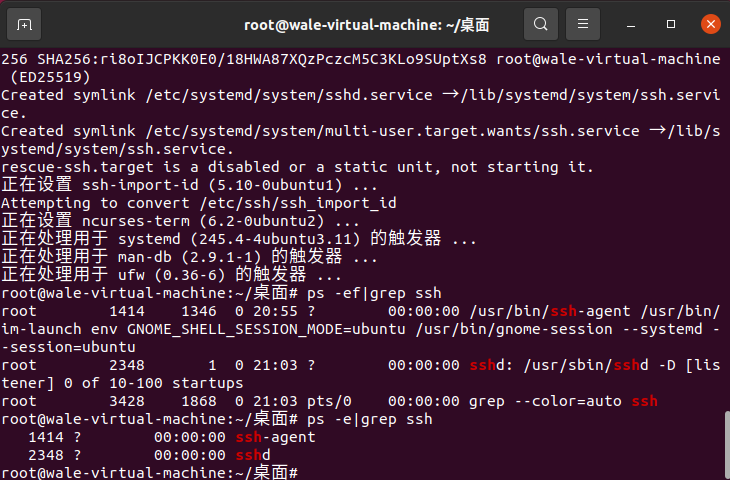 root@wale-virtual-machine: ~/桌面
256 SHA256:ri8oIJCPKK0E0/18HWA87XQzPczcM5C3KLo9SUptXs8 root@wale-virtual-machine
(ED25519)
Created symlink /etc/systemd/system/sshd.service →/lib/systemd/system/ssh.servi
ce.
Created symlink /etc/systemd/system/multi-user.target.wants/ssh.service →/lib/s
ystemd/system/ssh.service.
rescue-ssh.target is a disabled or a static unit, not starting it.
正在设置 ssh-import-id (5.10-0ubuntu1) ...
Attempting to convert /etc/ssh/ssh_import_id
正在设置 ncurses-term (6.2-0ubuntu2) ...
正在处理用于 systemd (245.4-4ubuntu3.11) 的触发器 ...
正在处理用于 man-db (2.9.1-1) 的触发器 ...
正在处理用于 ufw (0.36-6) 的触发器 ...
root@wale-virtual-machine:~/桌面# ps -ef|grep ssh
root        1414    1346  0 20:55 ?        00:00:00 /usr/bin/ssh-agent /usr/bin/
im-launch env GNOME_SHELL_SESSION_MODE=ubuntu /usr/bin/gnome-session --systemd -
-session=ubuntu
root        2348       1  0 21:03 ?        00:00:00 sshd: /usr/sbin/sshd -D [lis
tener] 0 of 10-100 startups
root        3428    1868  0 21:03 pts/0    00:00:00 grep --color=auto ssh
root@wale-virtual-machine:~/桌面# ps -e|grep ssh
1414 ?        00:00:00 ssh-agent
2348 ?        00:00:00 sshd
root@wale-virtual-machine:~/桌面#